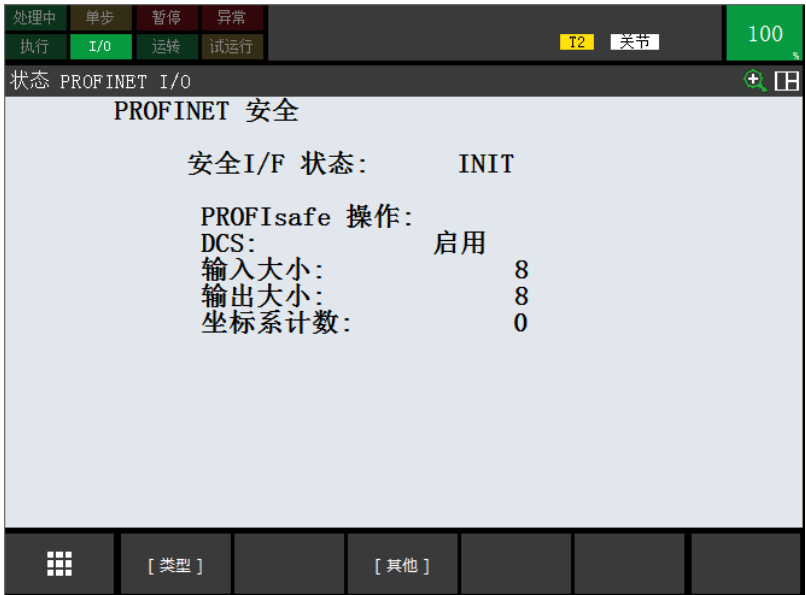 处理中 单步 暂停 异常
执行 I/O 运转 试运行 T2 关节 100 %
状态 PROFINET I/O
PROFINET 安全
安全I/F 状态: INIT
PROFIsafe 操作:
DCS: 启用
输入大小: 8
输出大小: 8
坐标系计数: 0
[ 类型 ] [ 其他 ]